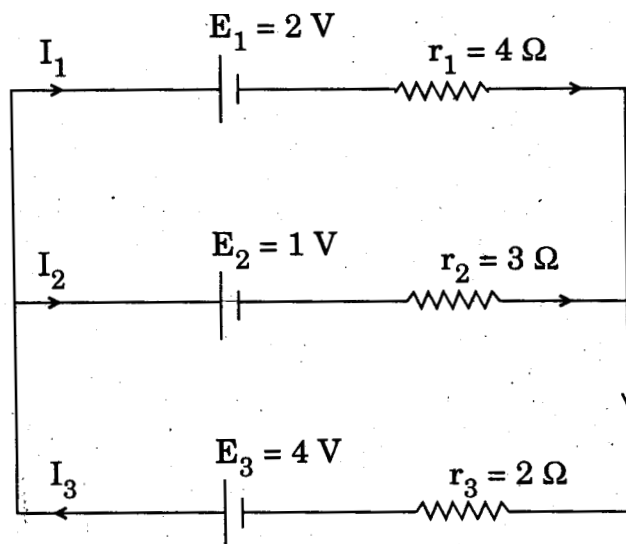 E₁ = 2 V
I₁ r₁ = 4 Ω
E₂ = 1 V
I₂ r₂ = 3 Ω
E₃ = 4 V
I₃ r₃ = 2 Ω